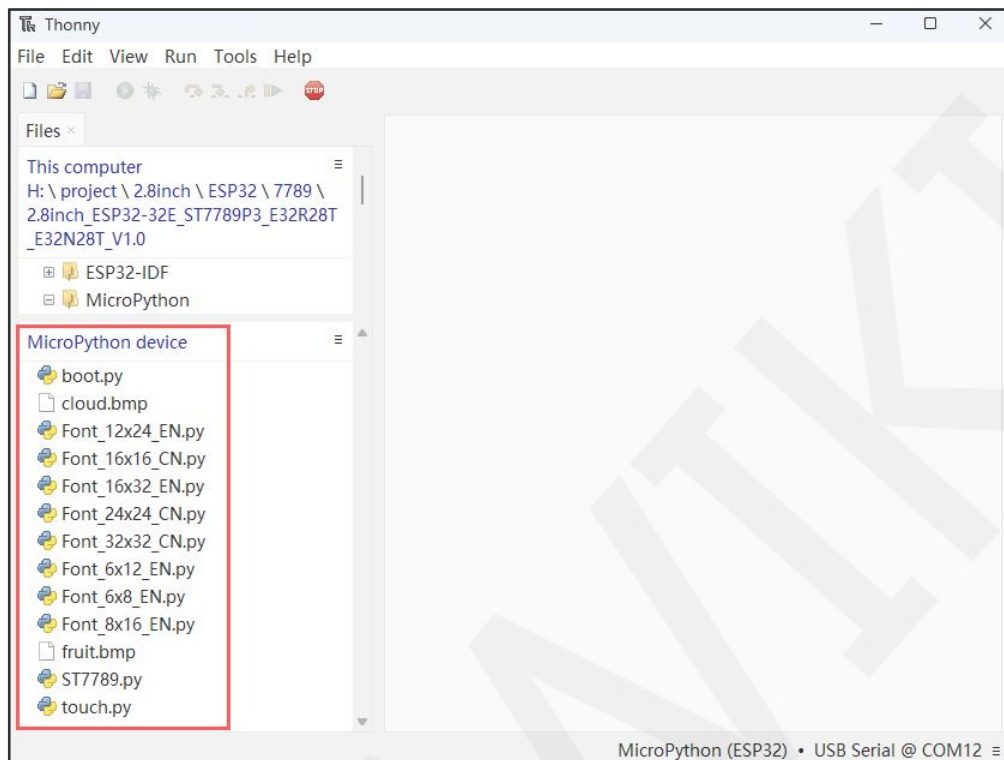 Thonny
File Edit View Run Tools Help
STOP
Files
This computer
H: \ project \ 2.8inch \ ESP32 \ 7789 \
2.8inch_ESP32-32E_ST7789P3_E32R28T
_E32N28T_V1.0
ESP32-IDF
MicroPython
MicroPython device
boot.py
cloud.bmp
Font_12x24_EN.py
Font_16x16_CN.py
Font_16x32_EN.py
Font_24x24_CN.py
Font_32x32_CN.py
Font_6x12_EN.py
Font_6x8_EN.py
Font_8x16_EN.py
fruit.bmp
ST7789.py
touch.py
MicroPython (ESP32) • USB Serial @ COM12